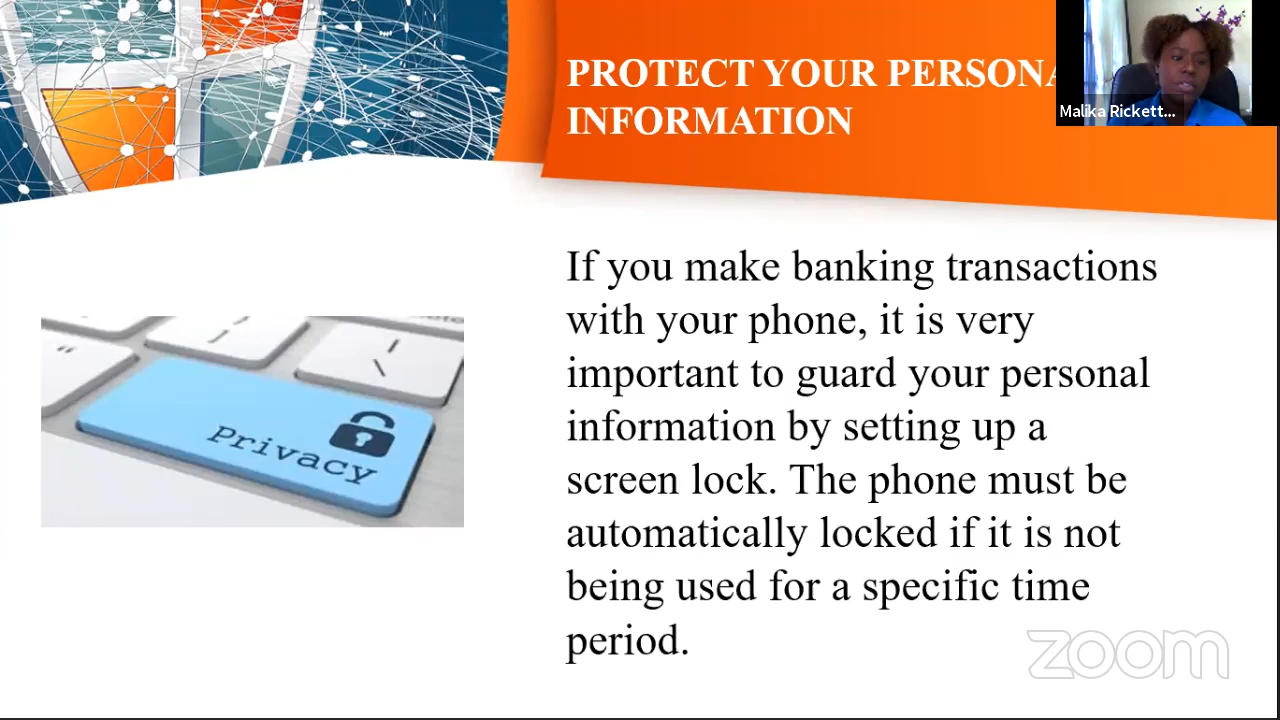 PROTECT YOUR PERSONA
INFORMATION
Malika Rickett...
If you make banking transactions
with your phone, it is very
important to guard your personal
information by setting up a
screen lock. The phone must be
automatically locked if it is not
being used for a specific time
period.
Privacy
zoom